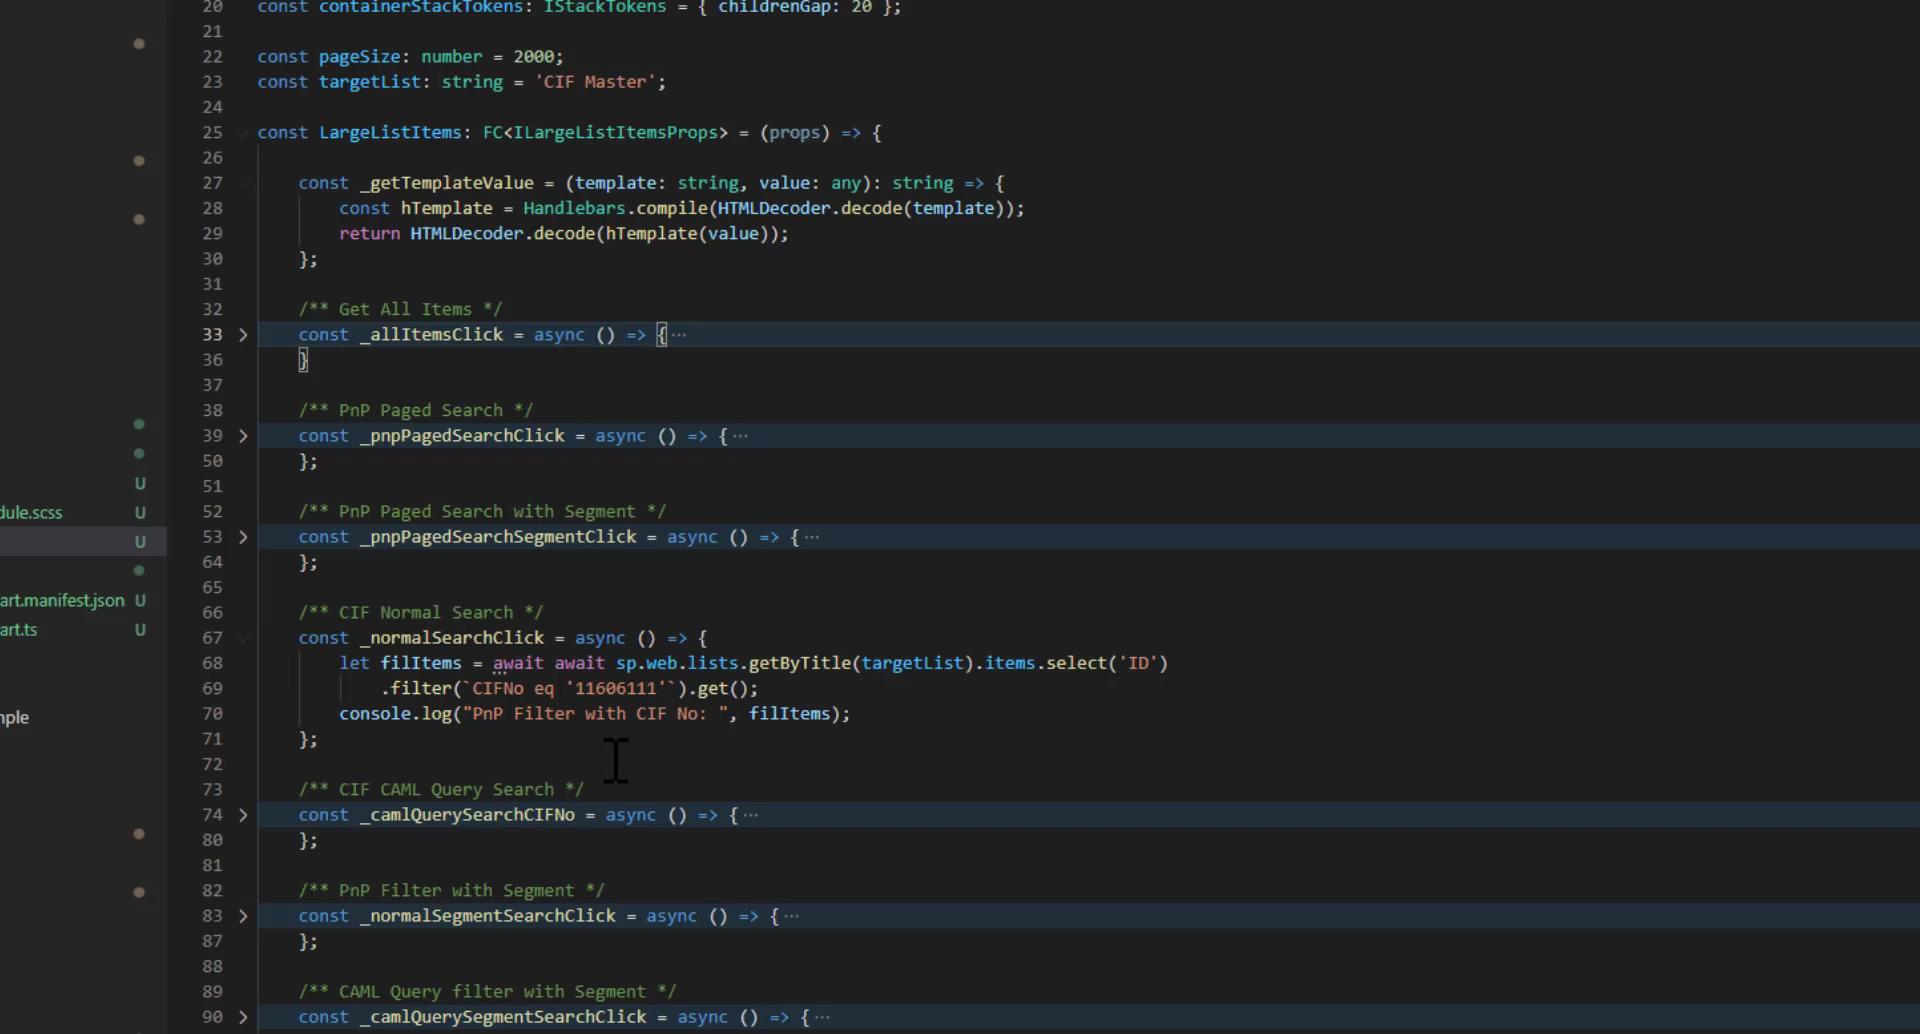 20 const containerStackTokens: IStackTokens = { childrenGap: 20 };
21
22 const pageSize: number = 2000;
23 const targetList: string = 'CIF Master';
24
25 const LargeListItems: FC<ILargeListItemsProps> = (props) => {
26
27 const _getTemplateValue = (template: string, value: any): string => {
28 const hTemplate = Handlebars.compile(HTMLDecoder.decode(template));
29 return HTMLDecoder.decode(hTemplate(value));
30 };
31
32 /** Get All Items */
33 const _allItemsClick = async () => { ···
36 }
37
38 /** PnP Paged Search */
39 const _pnpPagedSearchClick = async () => { ···
50 };
51
U
52 /** PnP Paged Search with Segment */
dule.scss U
53 const _pnpPagedSearchSegmentClick = async () => { ···
U
64 };
65
art.manifest.json U
66 /** CIF Normal Search */
art.ts U
67 const _normalSearchClick = async () => {
68 let filItems = await await sp.web.lists.getByTitle(targetList).items.select('ID')
69 .filter(`CIFNo eq '11606111'`).get();
70 console.log("PnP Filter with CIF No: ", filItems);
mple
71 };
72
73 /** CIF CAML Query Search */
74 const _camlQuerySearchCIFNo = async () => { ···
80 };
81
82 /** PnP Filter with Segment */
83 const _normalSegmentSearchClick = async () => { ···
87 };
88
89 /** CAML Query filter with Segment */
90 const _camlQuerySegmentSearchClick = async () => { ···